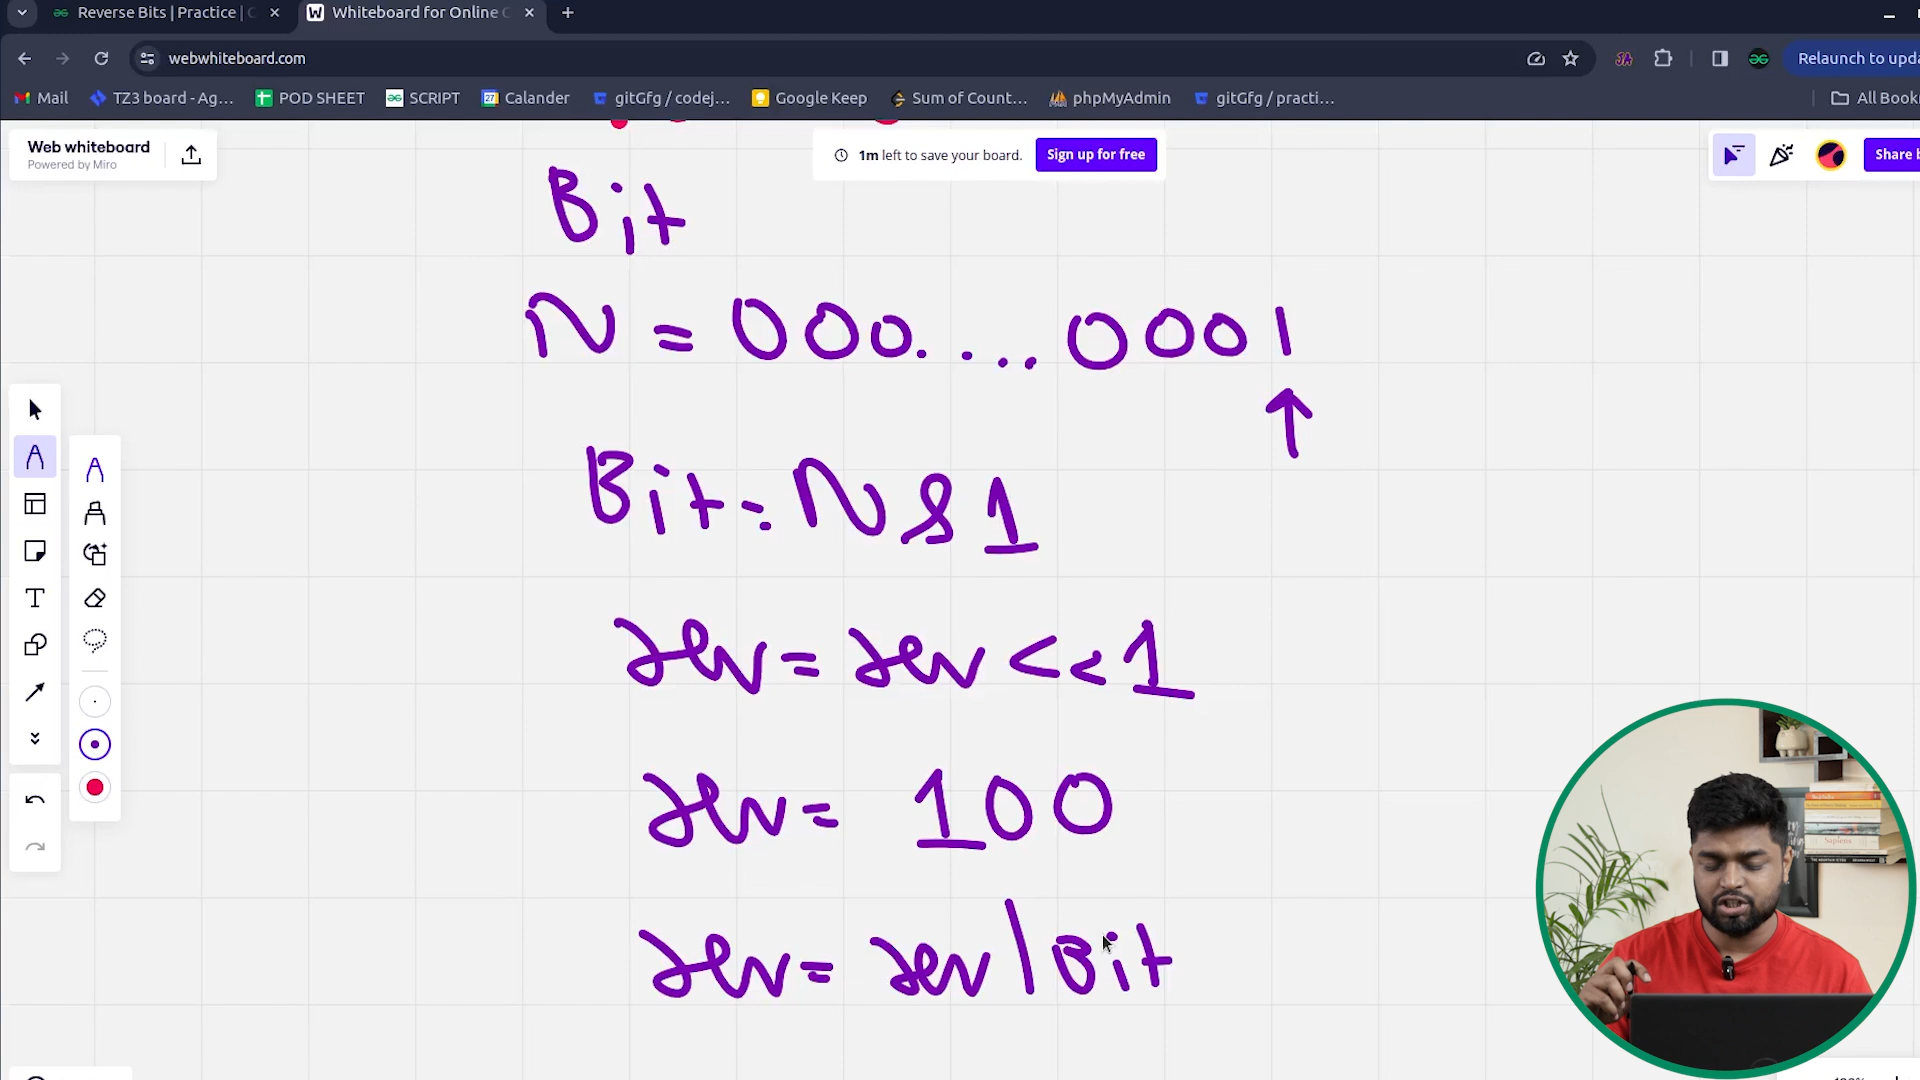 Reverse Bits | Practice |
Whiteboard for Online
webwhiteboard.com
Relaunch to upda
Mail
TZ3 board - Ag...
POD SHEET
SCRIPT
Calander
gitGfg / codej...
Google Keep
Sum of Count...
phpMyAdmin
gitGfg / practi...
All Book
Web whiteboard
Powered by Miro
1m left to save your board.
Sign up for free
Share b
Bit
N = 000....0001
Bit = N & 1
rev = rev << 1
rev = 100
rev = rev | Bit